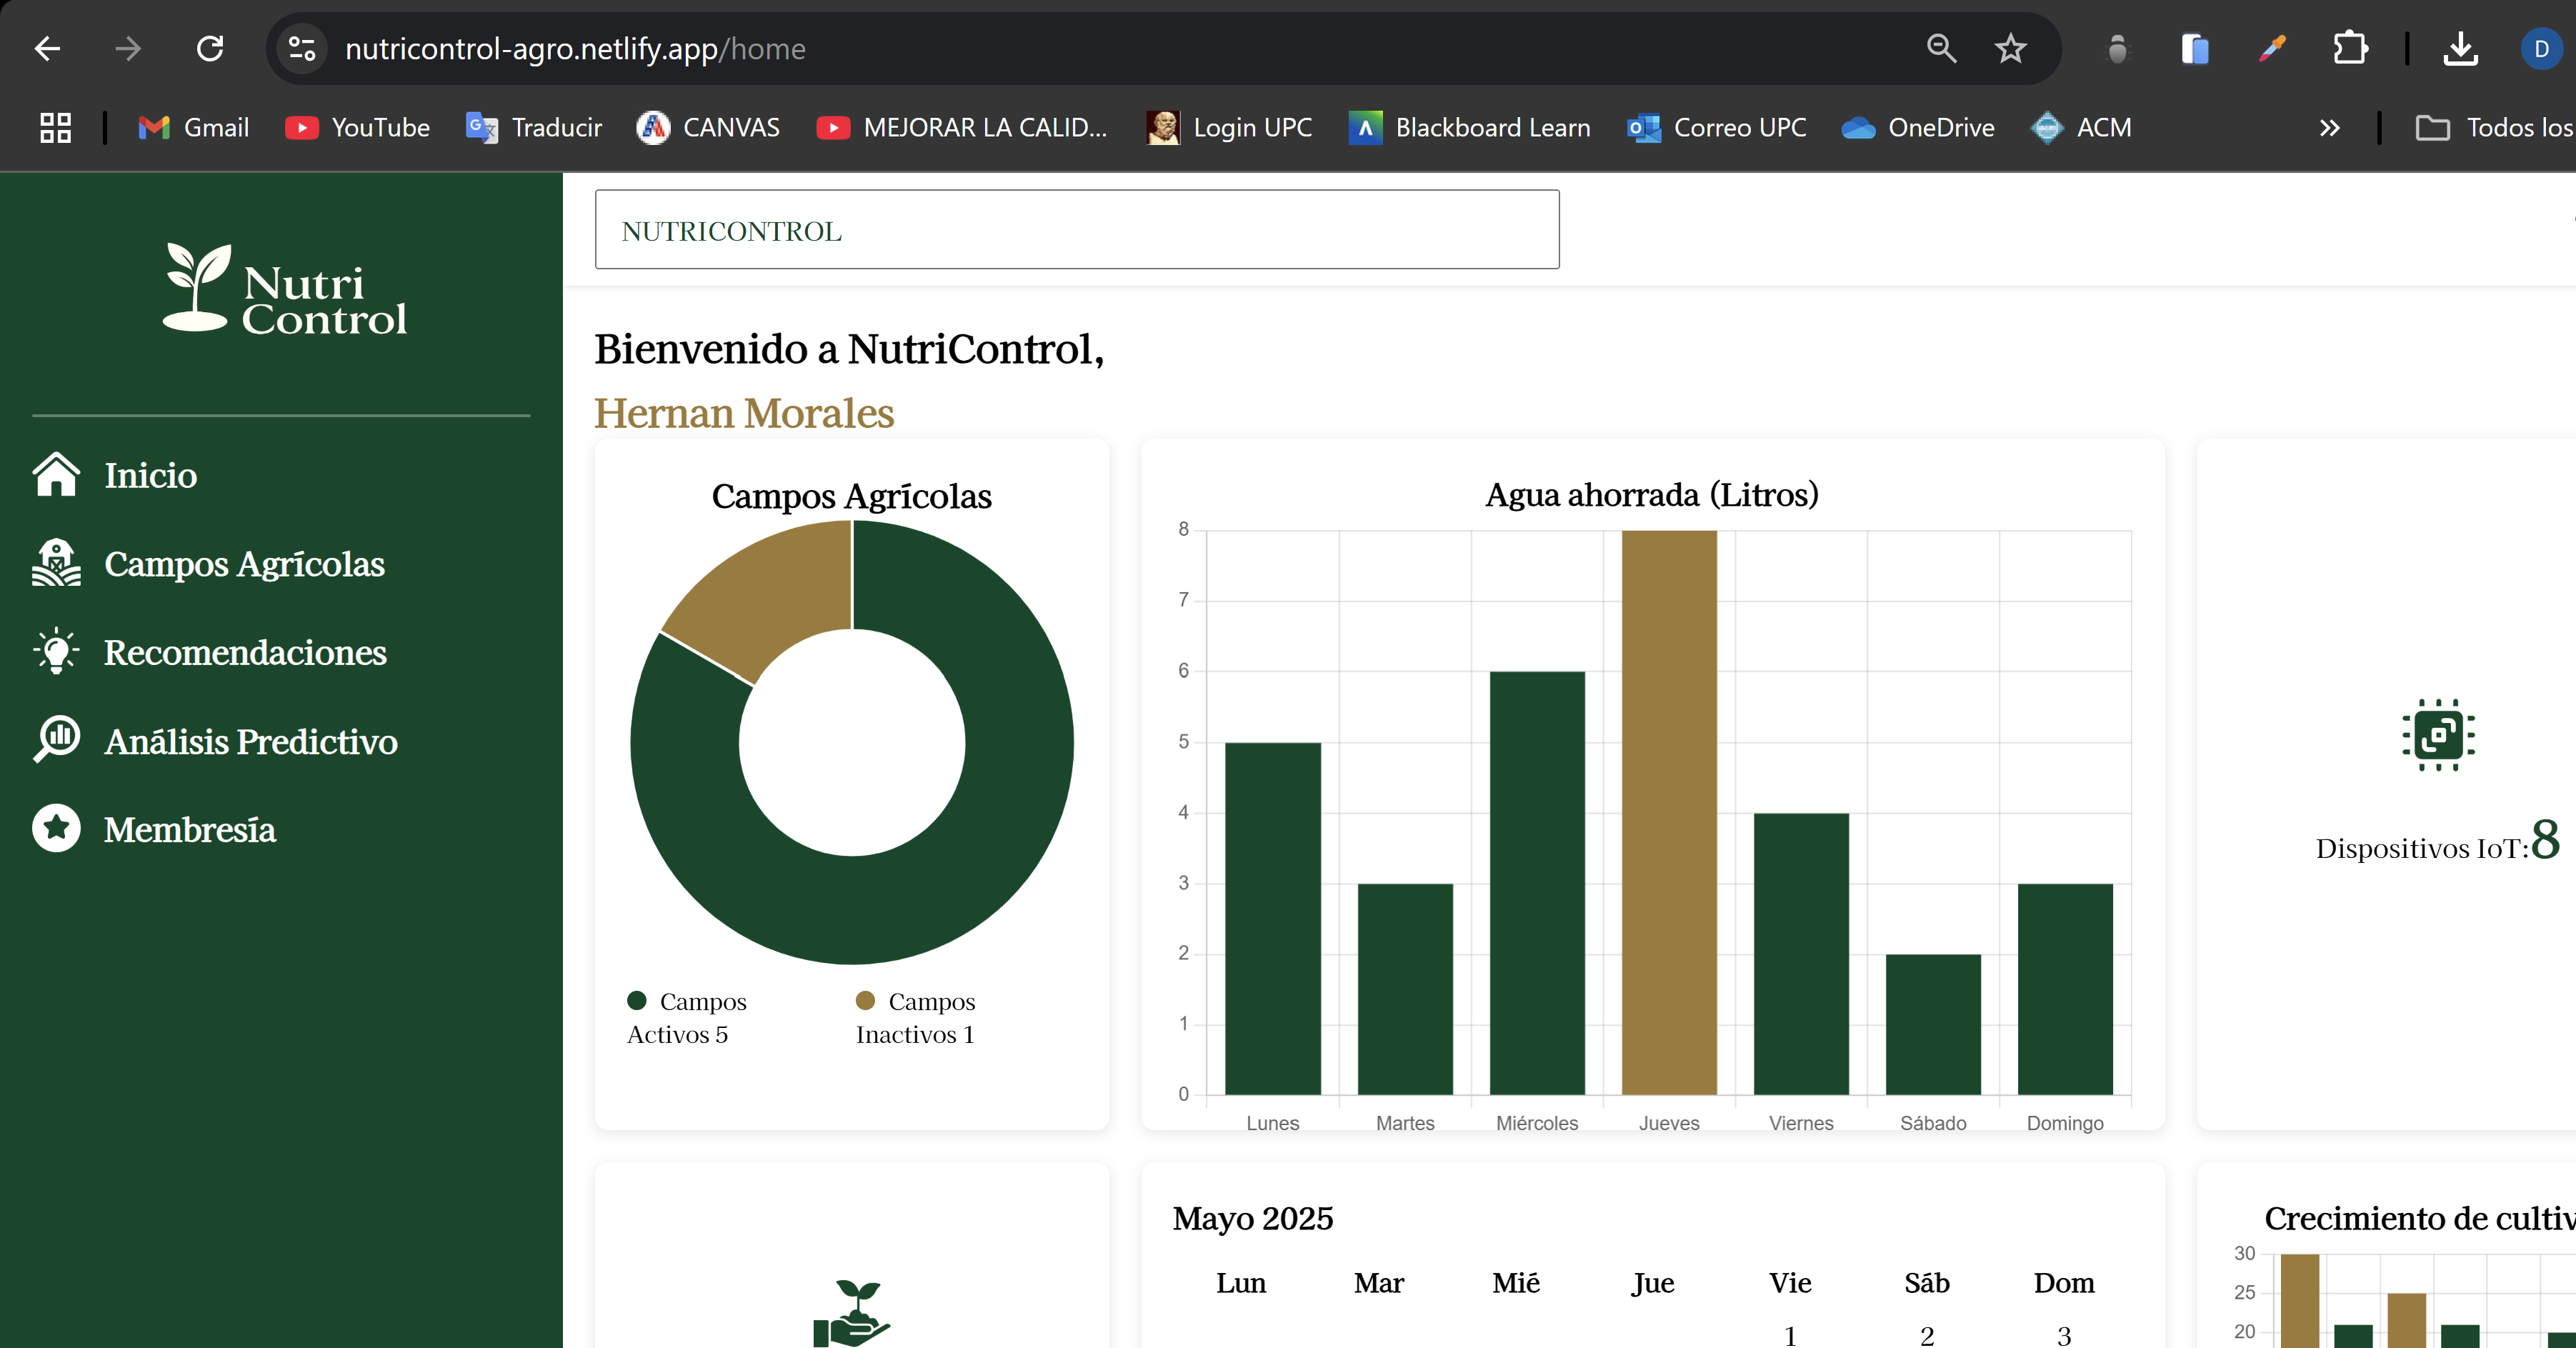 nutricontrol-agro.netlify.app/home
D
Gmail
YouTube
Traducir
CANVAS
MEJORAR LA CALID...
Login UPC
Blackboard Learn
Correo UPC
OneDrive
ACM
Todos los
Nutri
Control
Inicio
Campos Agrícolas
Recomendaciones
Análisis Predictivo
Membresía
NUTRICONTROL
Bienvenido a NutriControl,
Hernan Morales
Campos Agrícolas
Campos
Activos 5
Campos
Inactivos 1
Agua ahorrada (Litros)
8
7
6
5
4
3
2
1
0
Lunes Martes Miércoles Jueves Viernes Sábado Domingo
Dispositivos IoT:8
Mayo 2025
Lun Mar Mié Jue Vie Sáb Dom
1 2 3
Crecimiento de cultiv
30
25
20